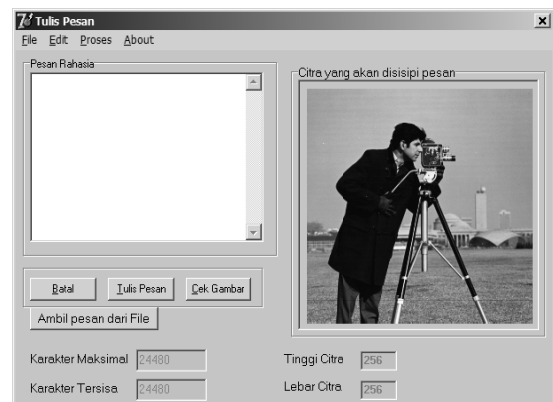 Tulis Pesan
File Edit Proses About
Pesan Rahasia
Citra yang akan disisipi pesan
Batal Tulis Pesan Cek Gambar
Ambil pesan dari File
Karakter Maksimal 24480 Tinggi Citra 256
Karakter Tersisa 24480 Lebar Citra 256